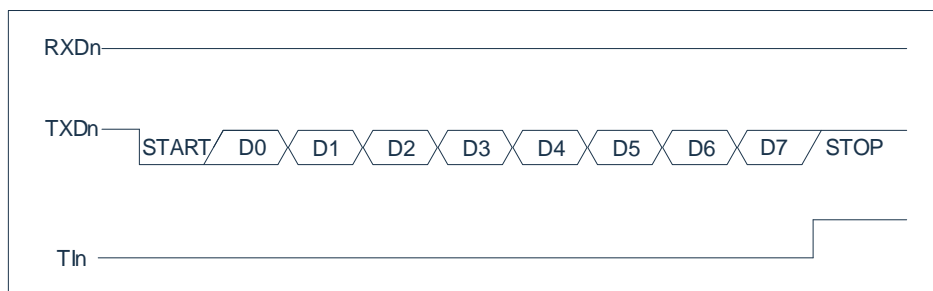 RXDn
TXDn
START D0 D1 D2 D3 D4 D5 D6 D7 STOP
TIn